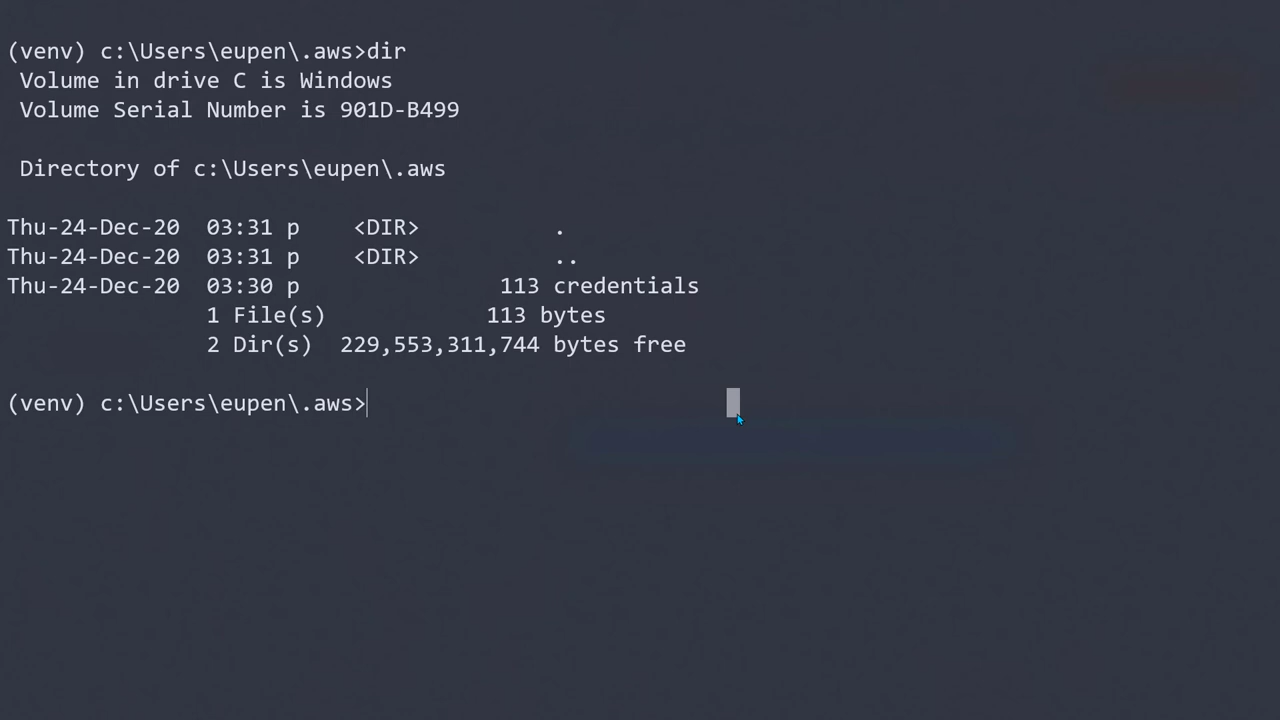 (venv) c:\Users\eupen\.aws>dir
Volume in drive C is Windows
Volume Serial Number is 901D-B499
Directory of c:\Users\eupen\.aws
Thu-24-Dec-20  03:31 p    <DIR>          .
Thu-24-Dec-20  03:31 p    <DIR>          ..
Thu-24-Dec-20  03:30 p               113 credentials
1 File(s)            113 bytes
2 Dir(s)  229,553,311,744 bytes free
(venv) c:\Users\eupen\.aws>